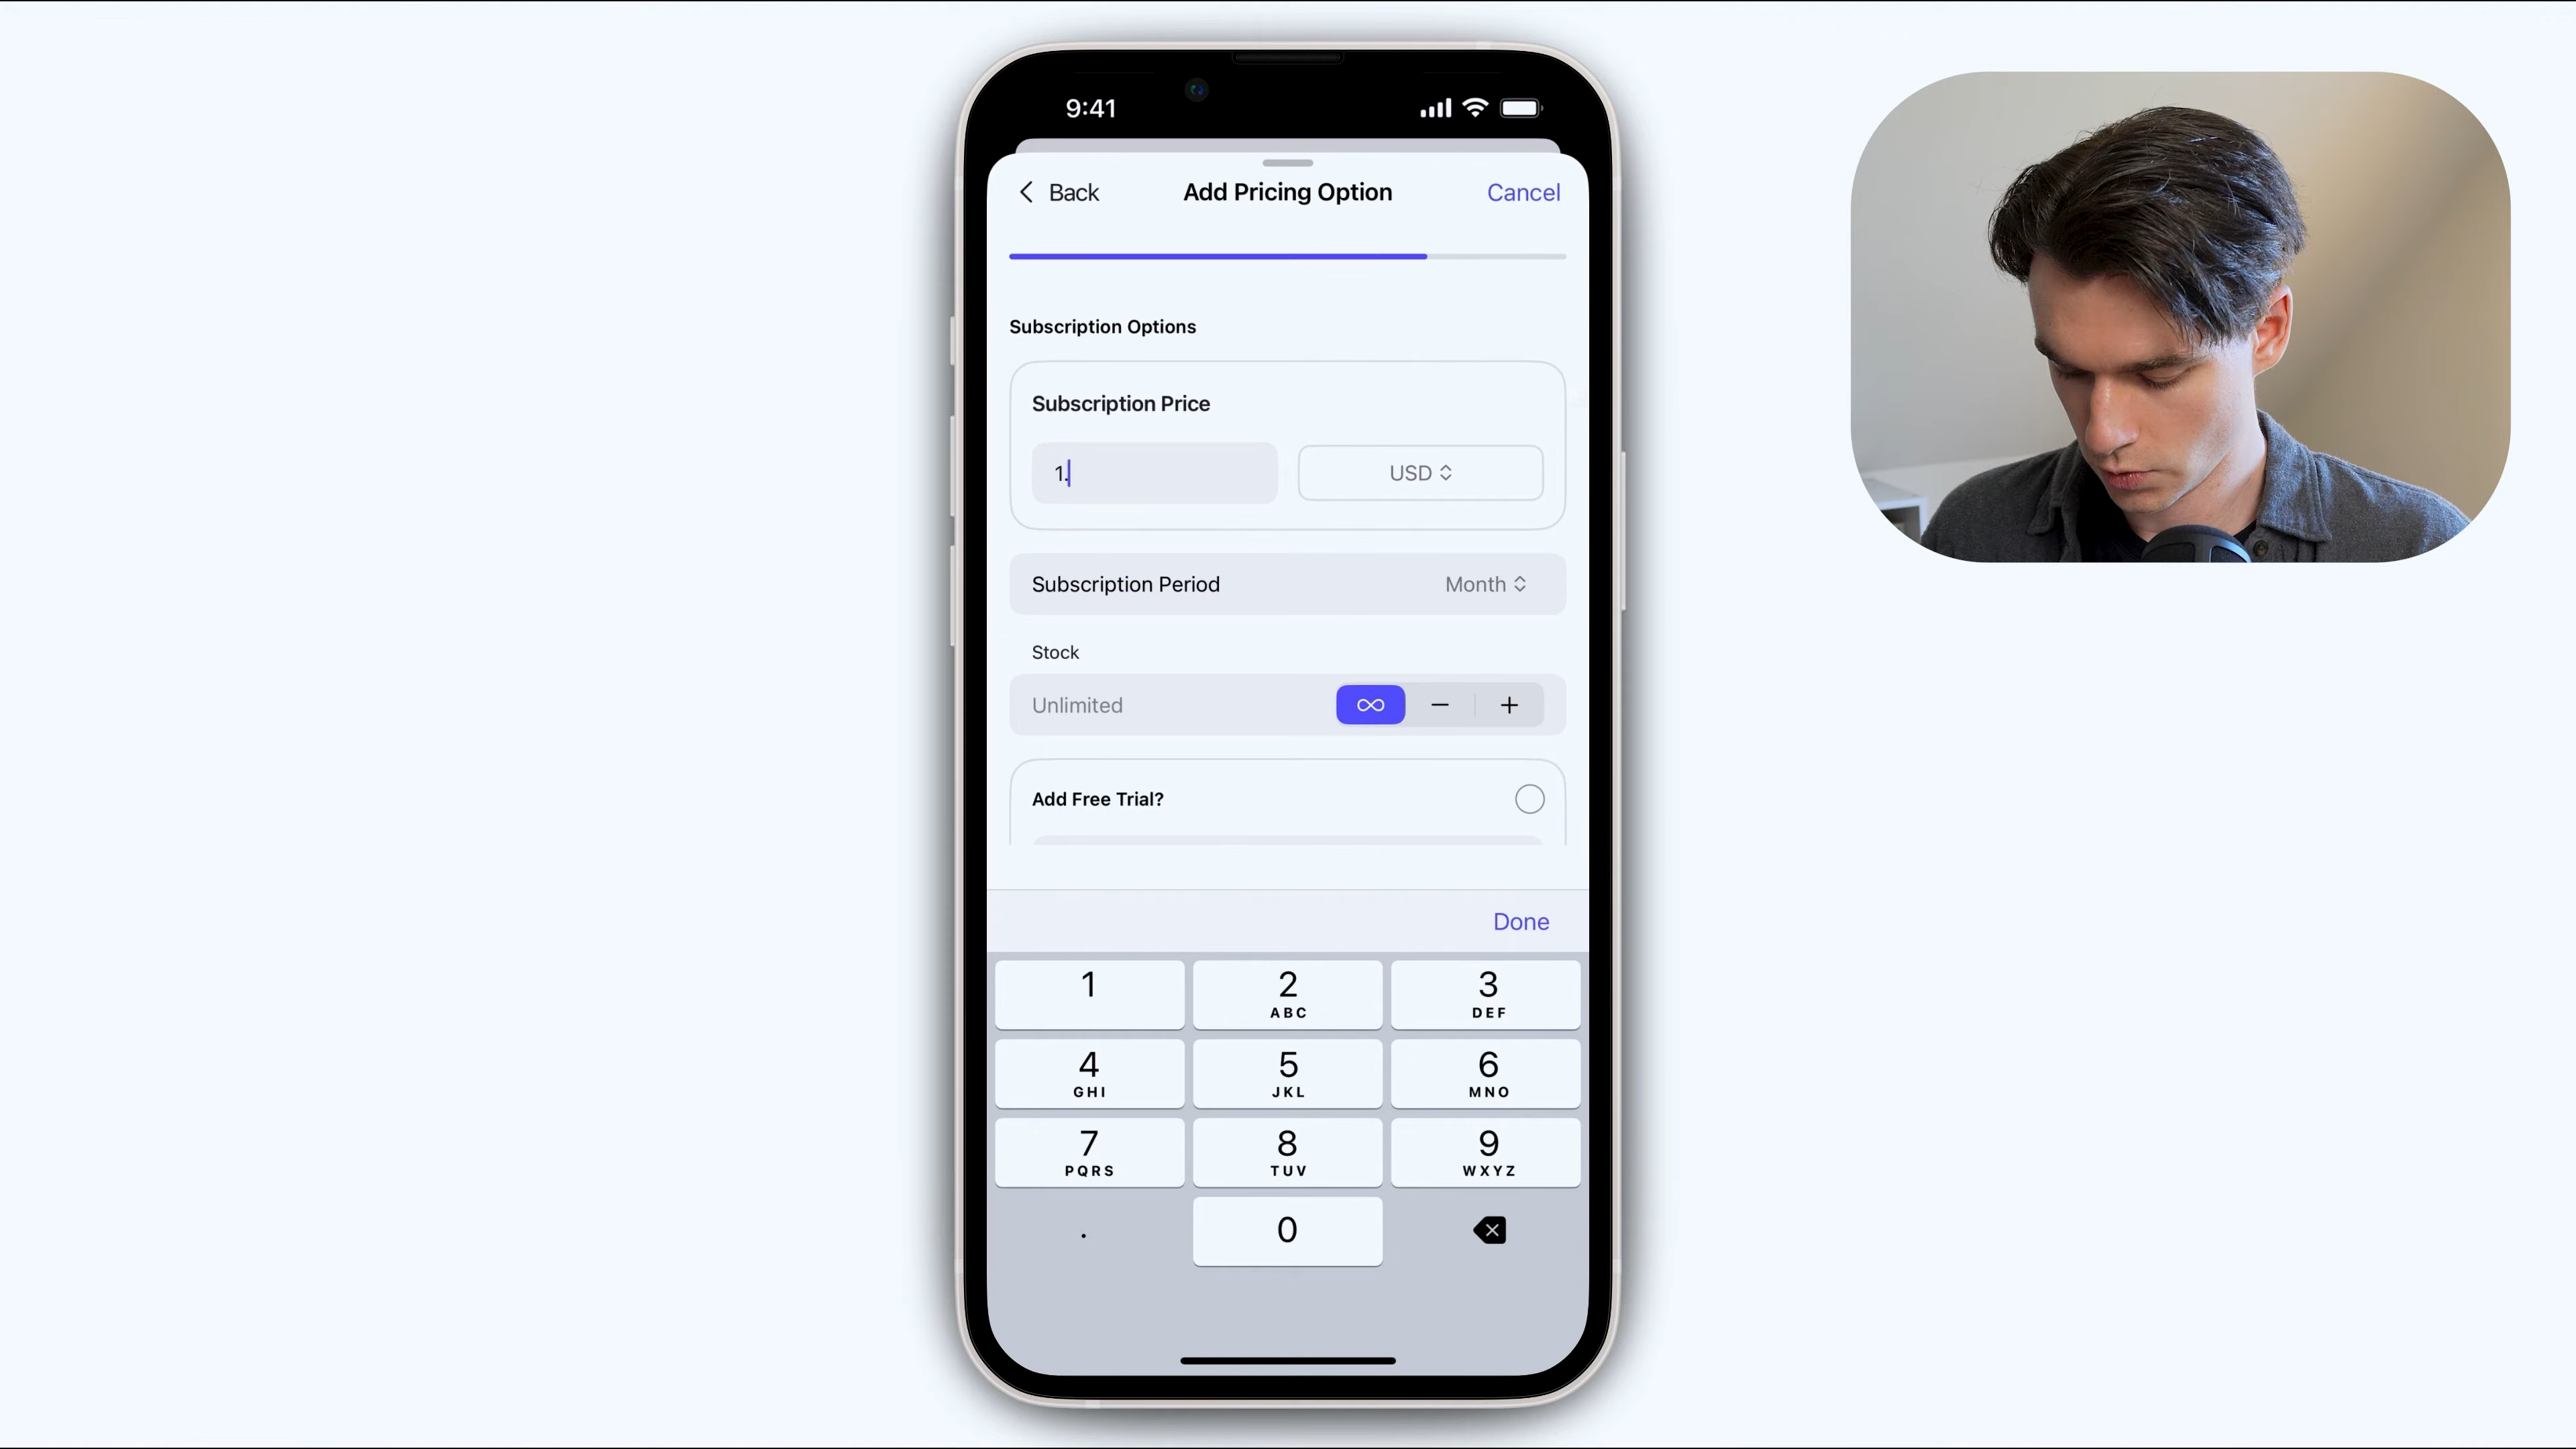 9:41
Back
Add Pricing Option
Cancel
Subscription Options
Subscription Price
1.
USD
Subscription Period
Month
Stock
Unlimited
∞ − +
Add Free Trial?
Done
1
2
ABC
3
DEF
4
GHI
5
JKL
6
MNO
7
PQRS
8
TUV
9
WXYZ
.
0